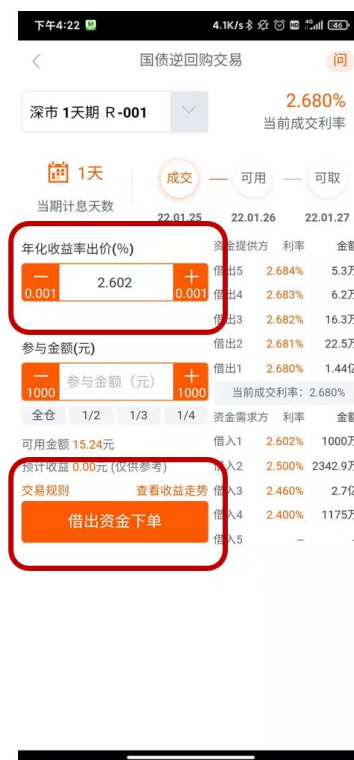 下午4:22 4.1K/s HD 4G 46
国债逆回购交易 问
深市 1天期 R-001
2.680%
当前成交利率
1天
当期计息天数
成交 可用 可取
22.01.25 22.01.26 22.01.27
年化收益率出价(%)
0.001 2.602 0.001
资金提供方 利率 金额
借出5 2.684% 5.3万
借出4 2.683% 6.2万
借出3 2.682% 16.3万
借出2 2.681% 22.5万
借出1 2.680% 1.44亿
参与金额(元)
1000 参与金额（元） 1000
全仓 1/2 1/3 1/4
当前成交利率：2.680%
资金需求方 利率 金额
借入1 2.602% 1000万
借入2 2.500% 2342.9万
借入3 2.460% 2.7亿
借入4 2.400% 1175万
借入5 --
可用金额 15.24元
预计收益 0.00元 (仅供参考)
交易规则 查看收益走势
借出资金下单